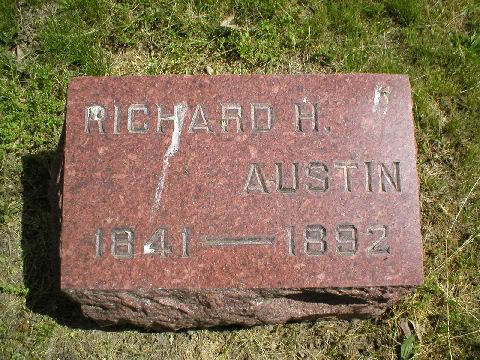 RICHARD H.
AUSTIN
1841 — 1892